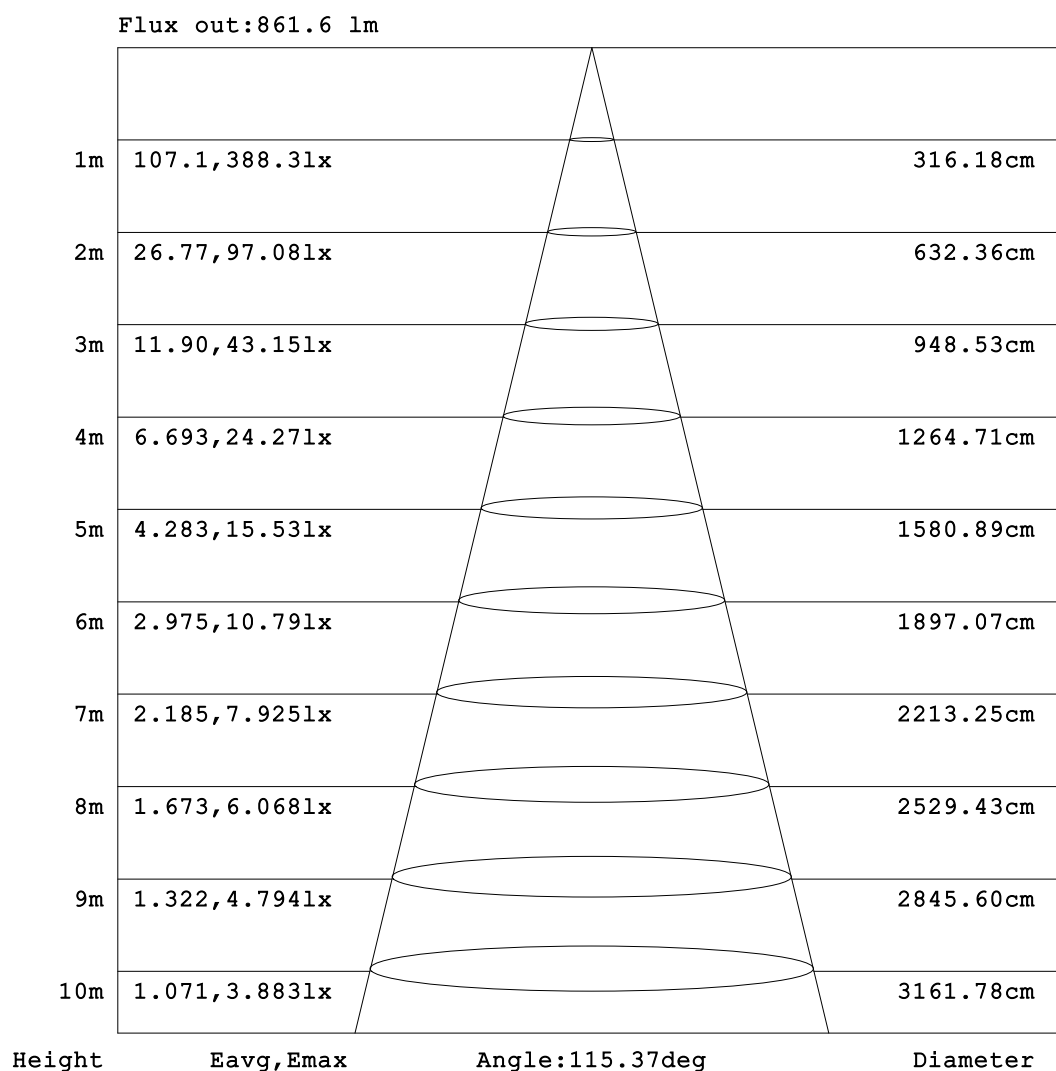 Flux out:861.6 lm
1m 107.1,388.3lx 316.18cm
2m 26.77,97.08lx 632.36cm
3m 11.90,43.15lx 948.53cm
4m 6.693,24.27lx 1264.71cm
5m 4.283,15.53lx 1580.89cm
6m 2.975,10.79lx 1897.07cm
7m 2.185,7.925lx 2213.25cm
8m 1.673,6.068lx 2529.43cm
9m 1.322,4.794lx 2845.60cm
10m 1.071,3.883lx 3161.78cm
Height Eavg,Emax Angle:115.37deg Diameter